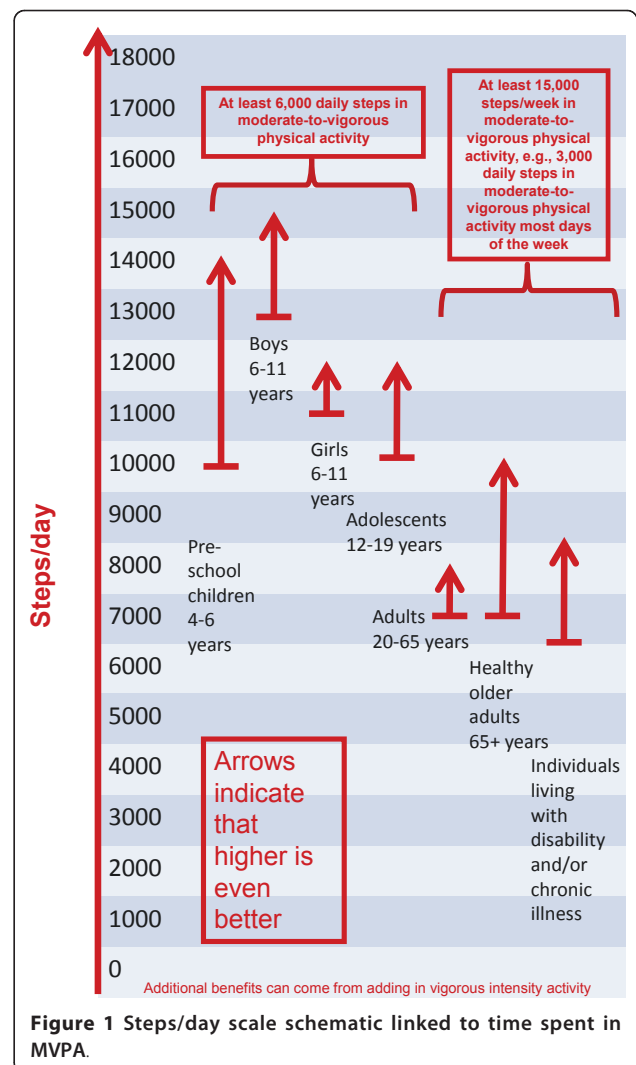 18000
17000
16000
15000
14000
13000
12000
11000
10000
9000
8000
7000
6000
5000
4000
3000
2000
1000
0
Steps/day
At least 6,000 daily steps in
moderate-to-vigorous
physical activity
At least 15,000
steps/week in
moderate-to-
vigorous physical
activity, e.g., 3,000
daily steps in
moderate-to-
vigorous physical
activity most days
of the week
Boys
6-11
years
Girls
6-11
years
Adolescents
12-19 years
Pre-
school
children
4-6
years
Adults
20-65 years
Healthy
older
adults
65+ years
Individuals
living
with
disability
and/or
chronic
illness
Arrows
indicate
that
higher is
even
better
Additional benefits can come from adding in vigorous intensity activity
Figure 1 Steps/day scale schematic linked to time spent in
MVPA.